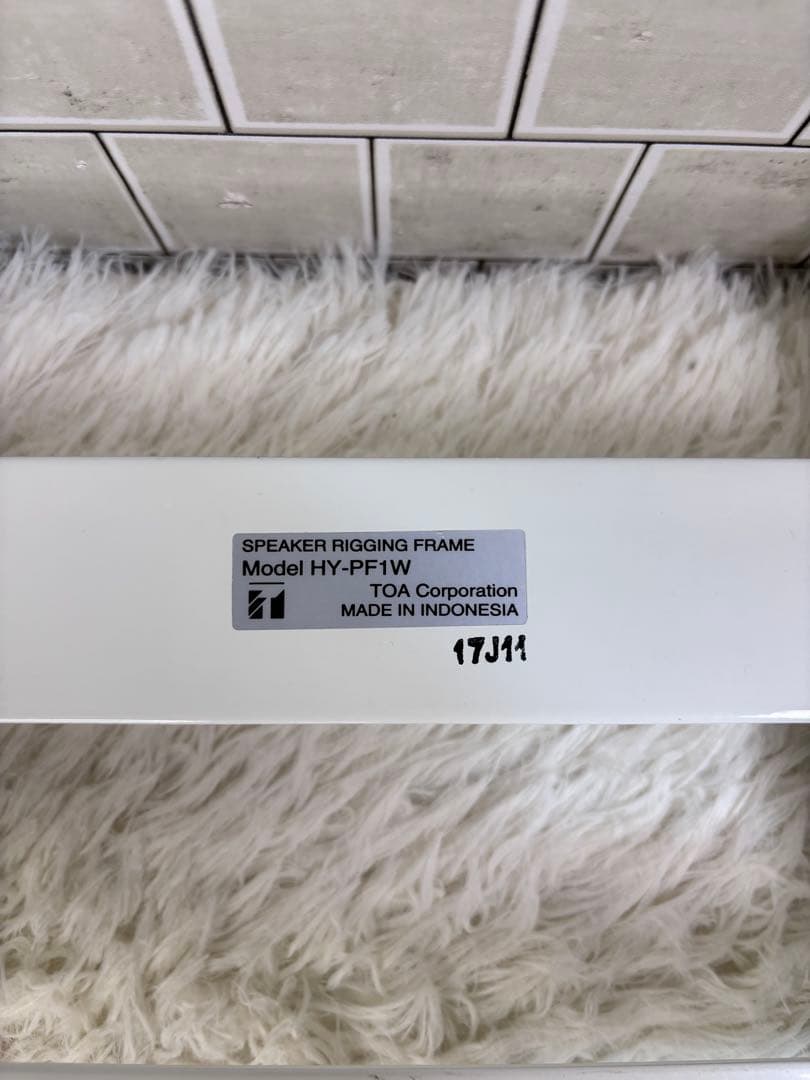 SPEAKER RIGGING FRAME
Model HY-PF1W
TOA Corporation
MADE IN INDONESIA
17J11